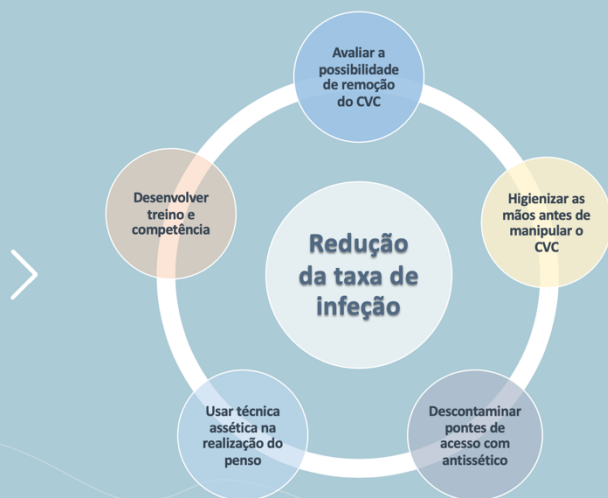 Avaliar a
possibilidade
de remoção
do CVC
Higienizar as
mãos antes de
manipular o
CVC
Descontaminar
pontes de
acesso com
antissético
Usar técnica
assética na
realização do
penso
Desenvolver
treino e
competência
Redução
da taxa de
infeção